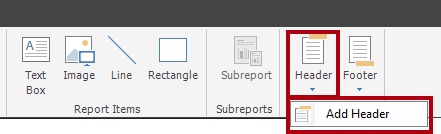 Text Box
Image
Line
Rectangle
Subreport
Header
Footer
Report Items
Subreports
Add Header